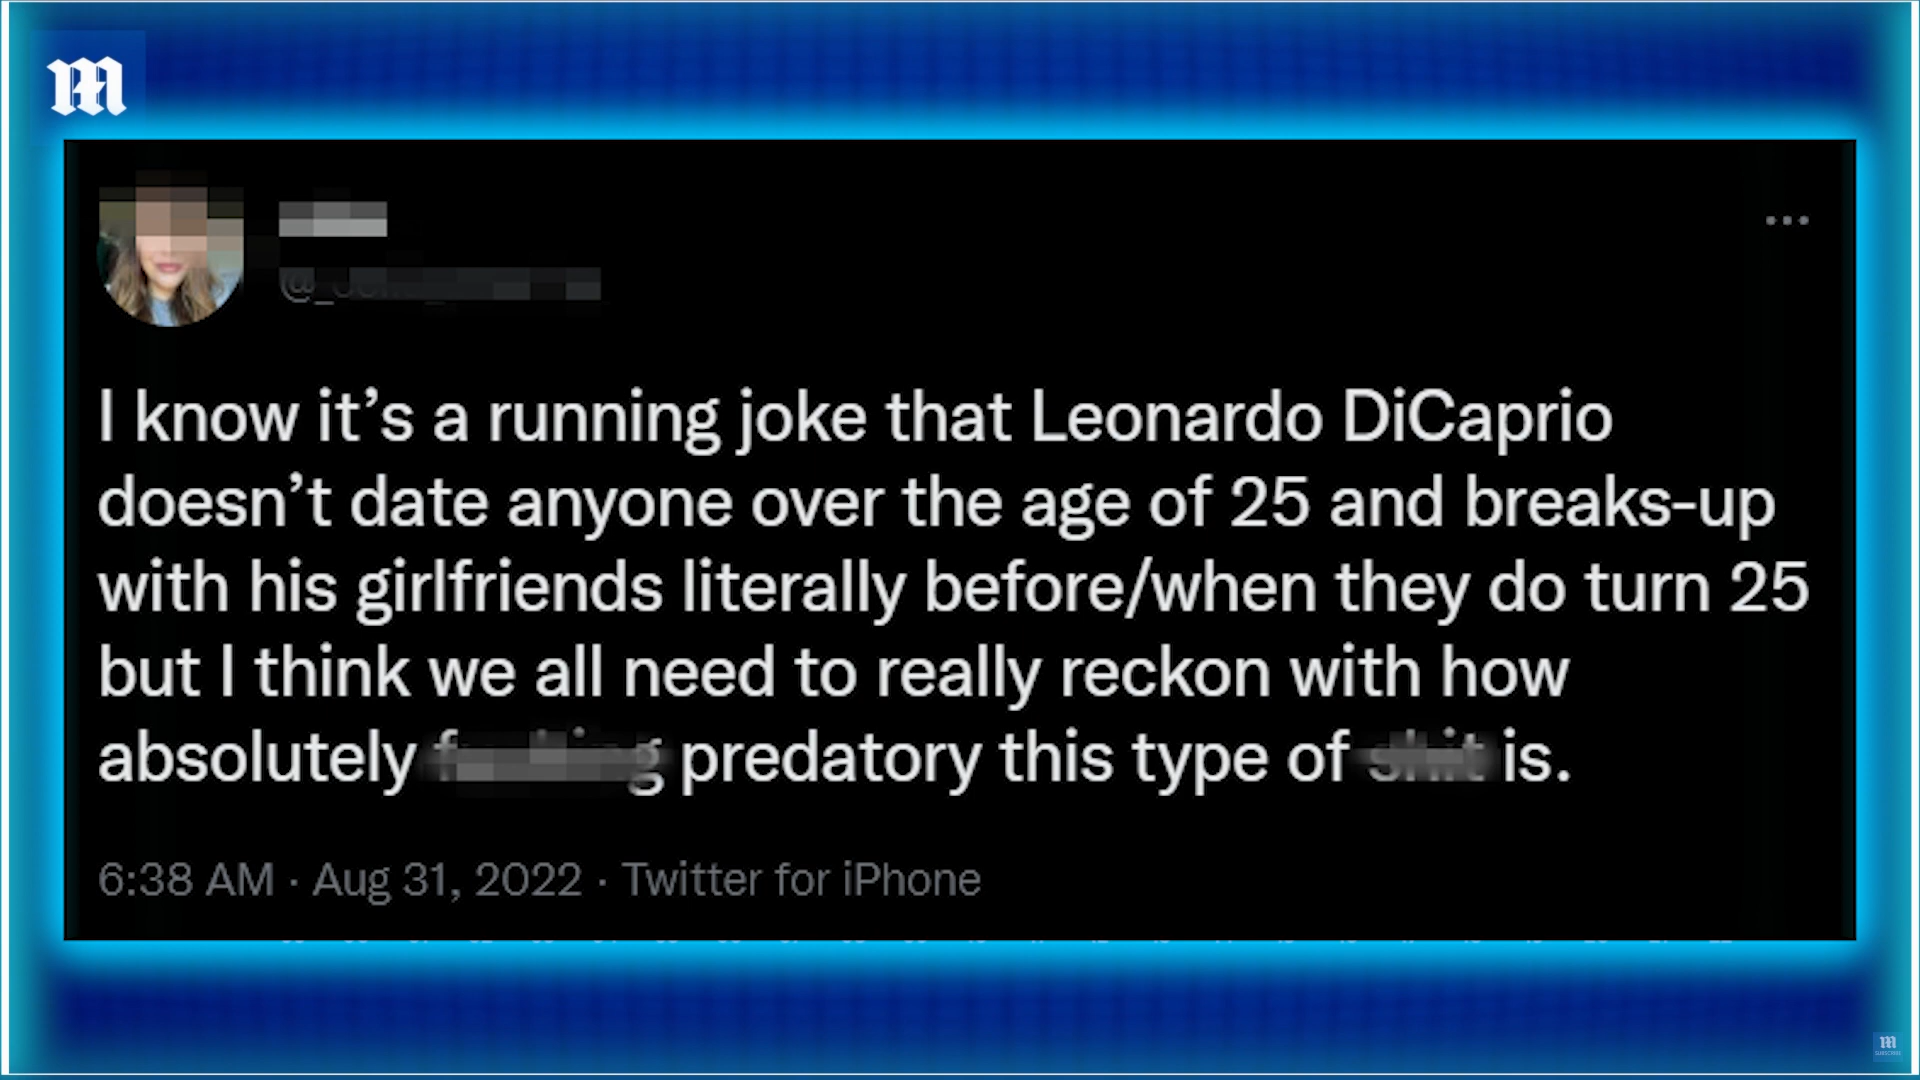 I know it’s a running joke that Leonardo DiCaprio
doesn’t date anyone over the age of 25 and breaks-up
with his girlfriends literally before/when they do turn 25
but I think we all need to really reckon with how
absolutely predatory this type of shit is.
6:38 AM · Aug 31, 2022 · Twitter for iPhone